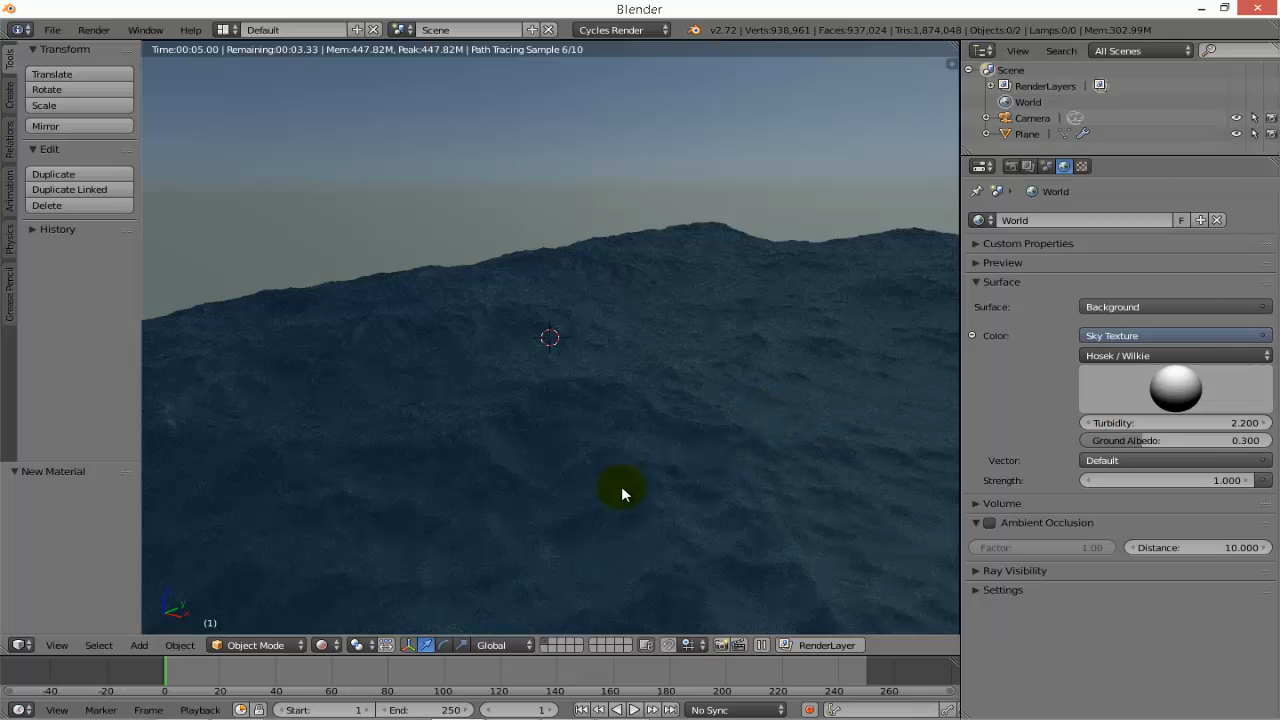 Blender
File Render Window Help Default Scene Cycles Render v2.72 | Verts:938,961 | Faces:937,024 | Tris:1,874,048 | Objects:0/2 | Lamps:0/0 | Mem:302.99M
Time:00:05.00 | Remaining:00:03.33 | Mem:447.82M, Peak:447.82M | Path Tracing Sample 6/10
View Search All Scenes
Tools
Create
Relations
Animation
Physics
Grease Pencil
Transform
Translate
Rotate
Scale
Mirror
Edit
Duplicate
Duplicate Linked
Delete
History
New Material
(1)
Scene
RenderLayers
World
Camera
Plane
World
World F
Custom Properties
Preview
Surface
Surface: Background
Color: Sky Texture
Hosek / Wilkie
Turbidity: 2.200
Ground Albedo: 0.300
Vector: Default
Strength: 1.000
Volume
Ambient Occlusion
Factor: 1.00 Distance: 10.000
Ray Visibility
Settings
View Select Add Object Object Mode Global RenderLayer
-40 -20 0 20 40 60 80 100 120 140 160 180 200 220 240 260
View Marker Frame Playback Start: 1 End: 250 1 No Sync